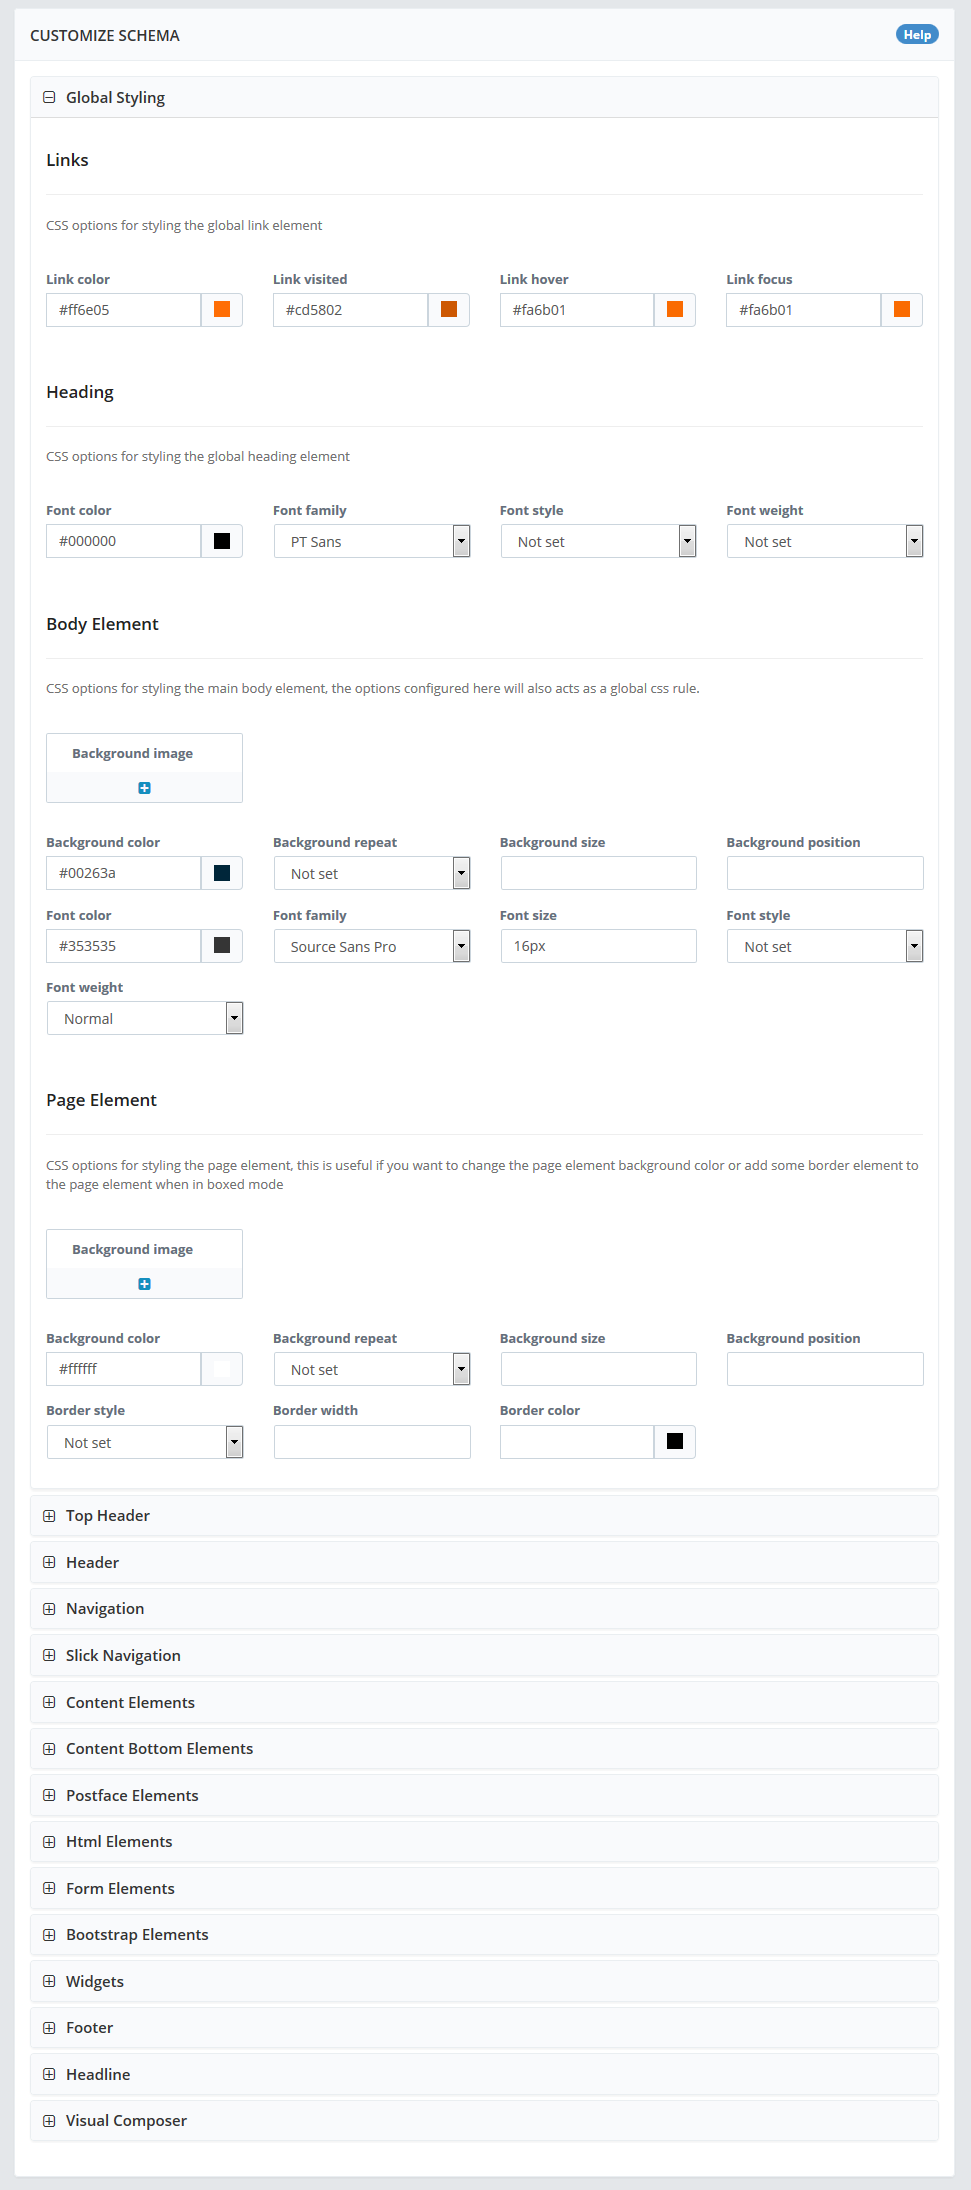 CUSTOMIZE SCHEMA Help
Global Styling
Links
CSS options for styling the global link element
Link color Link visited Link hover Link focus
#ff6e05 #cd5802 #fa6b01 #fa6b01
Heading
CSS options for styling the global heading element
Font color Font family Font style Font weight
#000000 PT Sans Not set Not set
Body Element
CSS options for styling the main body element, the options configured here will also acts as a global css rule.
Background image
Background color Background repeat Background size Background position
#00263a Not set
Font color Font family Font size Font style
#353535 Source Sans Pro 16px Not set
Font weight
Normal
Page Element
CSS options for styling the page element, this is useful if you want to change the page element background color or add some border element to
the page element when in boxed mode
Background image
Background color Background repeat Background size Background position
#ffffff Not set
Border style Border width Border color
Not set
Top Header
Header
Navigation
Slick Navigation
Content Elements
Content Bottom Elements
Postface Elements
Html Elements
Form Elements
Bootstrap Elements
Widgets
Footer
Headline
Visual Composer